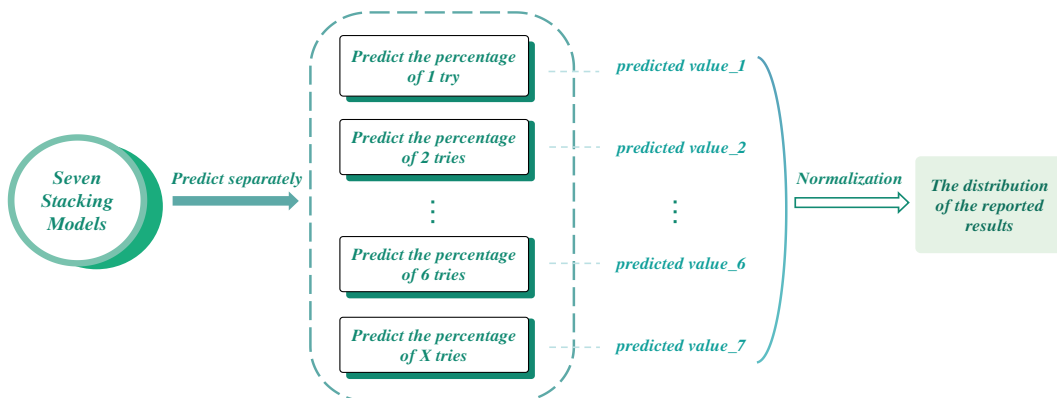 Seven
Stacking
Models
Predict separately
Predict the percentage
of 1 try
Predict the percentage
of 2 tries
⋮
Predict the percentage
of 6 tries
Predict the percentage
of X tries
predicted value_1
predicted value_2
⋮
predicted value_6
predicted value_7
Normalization
The distribution
of the reported
results